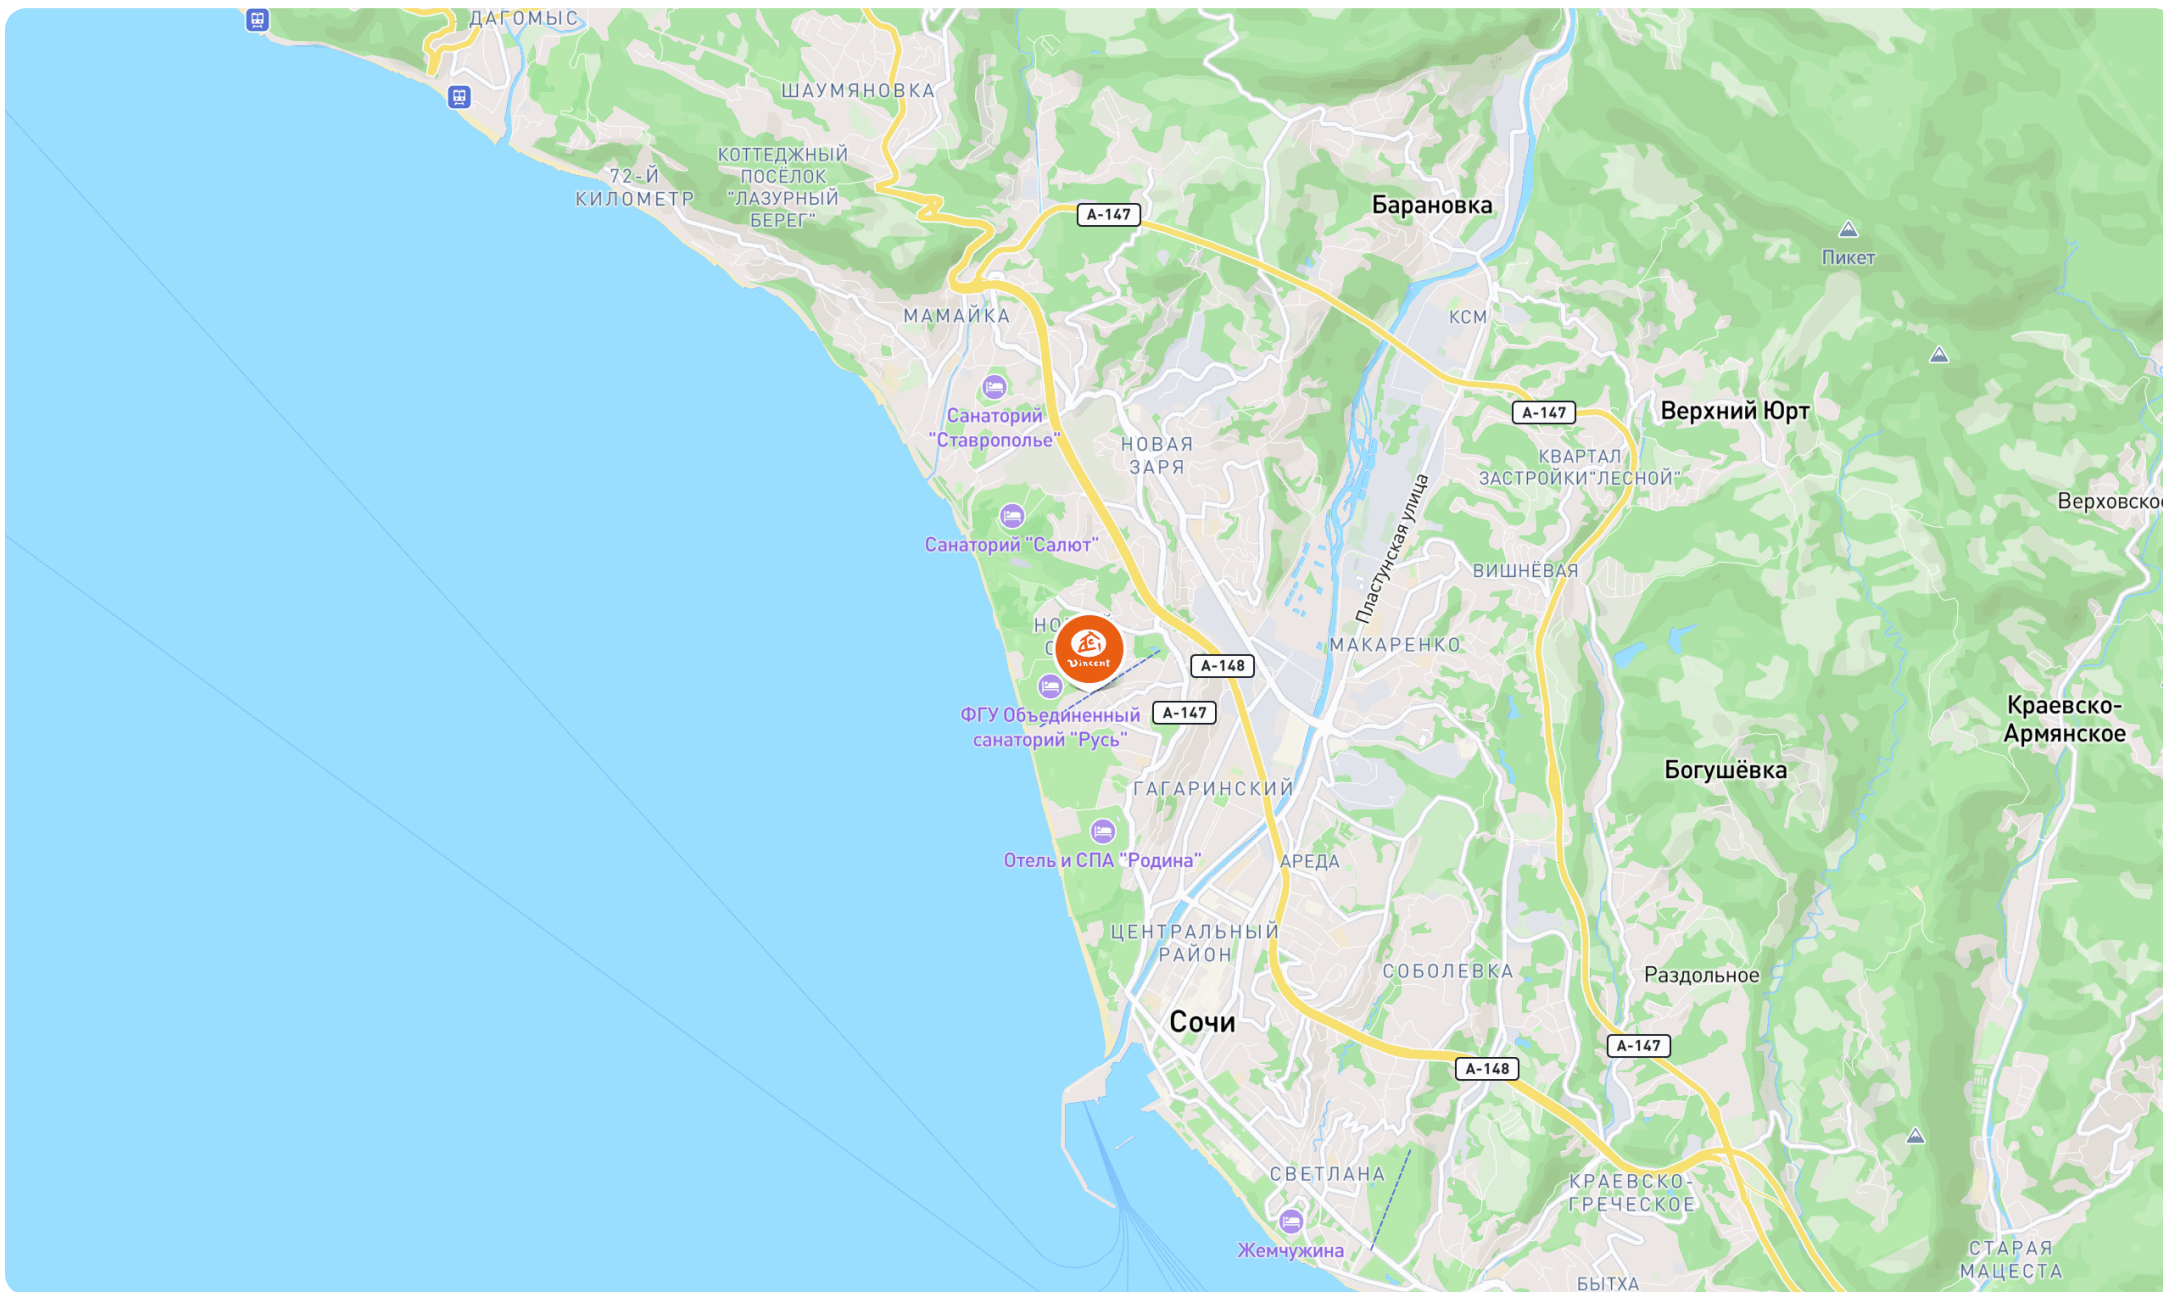 ДАГОМЫС
ШАУМЯНОВКА
КОТТЕДЖНЫЙ
ПОСЁЛОК
"ЛАЗУРНЫЙ
БЕРЕГ"
72-Й
КИЛОМЕТР
А-147
Барановка
Пикет
МАМАЙКА
КСМ
Санаторий
"Ставрополье"
А-147
Верхний Юрт
НОВАЯ
ЗАРЯ
КВАРТАЛ
ЗАСТРОЙКИ"ЛЕСНОЙ"
Пластунская улица
Санаторий "Салют"
ВИШНЁВАЯ
МАКАРЕНКО
Vincent
А-148
А-147
ФГУ Объединенный
санаторий "Русь"
Краевско-
Армянское
Богушёвка
ГАГАРИНСКИЙ
Отель и СПА "Родина"
АРЕДА
ЦЕНТРАЛЬНЫЙ
РАЙОН
СОБОЛЕВКА
Раздольное
Сочи
А-147
А-148
СВЕТЛАНА
КРАЕВСКО-
ГРЕЧЕСКОЕ
Жемчужина
СТАРАЯ
МАЦЕСТА
БЫТХА